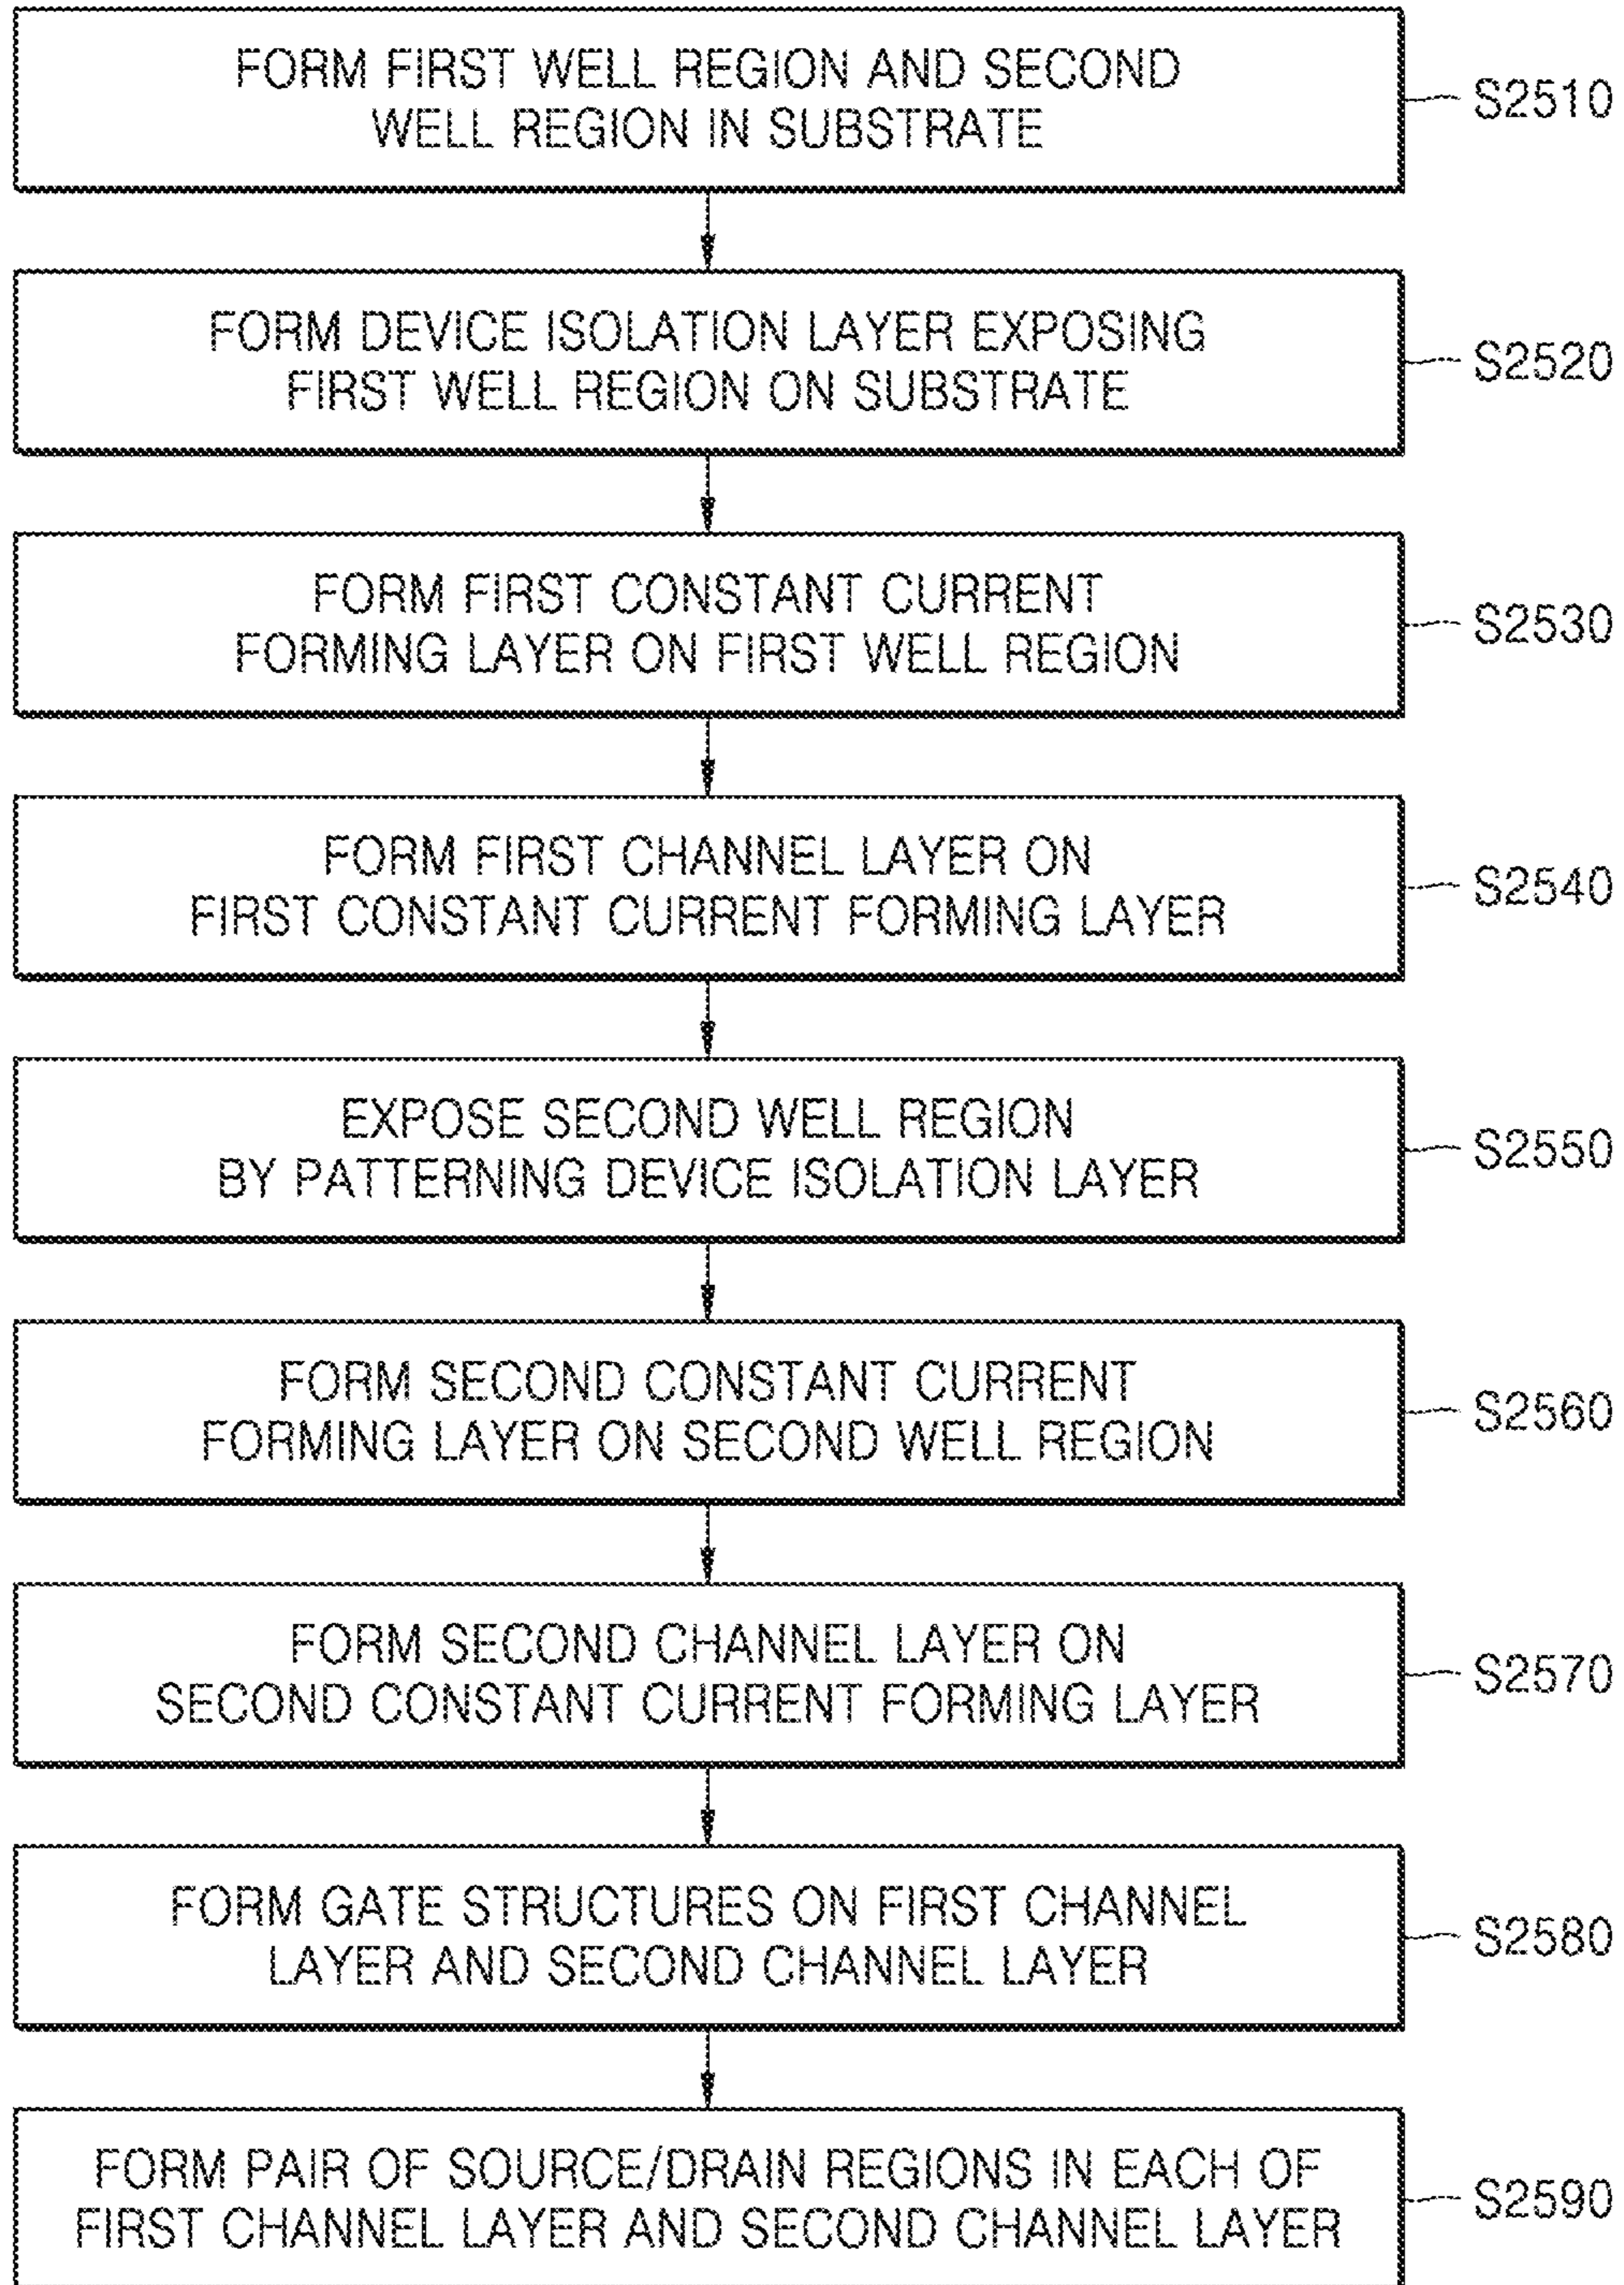 FORM FIRST WELL REGION AND SECOND
WELL REGION IN SUBSTRATE
S2510
FORM DEVICE ISOLATION LAYER EXPOSING
FIRST WELL REGION ON SUBSTRATE
S2520
FORM FIRST CONSTANT CURRENT
FORMING LAYER ON FIRST WELL REGION
S2530
FORM FIRST CHANNEL LAYER ON
FIRST CONSTANT CURRENT FORMING LAYER
S2540
EXPOSE SECOND WELL REGION
BY PATTERNING DEVICE ISOLATION LAYER
S2550
FORM SECOND CONSTANT CURRENT
FORMING LAYER ON SECOND WELL REGION
S2560
FORM SECOND CHANNEL LAYER ON
SECOND CONSTANT CURRENT FORMING LAYER
S2570
FORM GATE STRUCTURES ON FIRST CHANNEL
LAYER AND SECOND CHANNEL LAYER
S2580
FORM PAIR OF SOURCE/DRAIN REGIONS IN EACH OF
FIRST CHANNEL LAYER AND SECOND CHANNEL LAYER
S2590